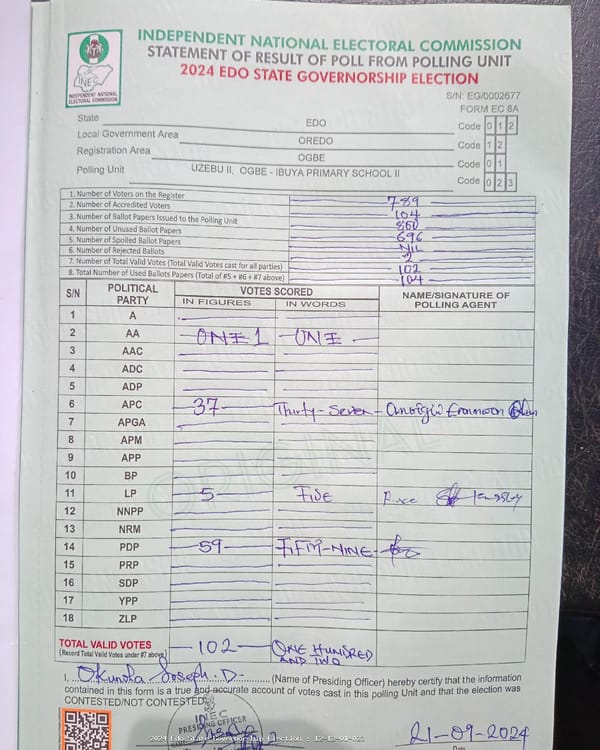 INDEPENDENT NATIONAL ELECTORAL COMMISSION
STATEMENT OF RESULT OF POLL FROM POLLING UNIT
2024 EDO STATE GOVERNORSHIP ELECTION
INEC
INDEPENDENT NATIONAL
ELECTORAL COMMISSION
S/N: EG/0002677
FORM EC 8A
State EDO Code 0 1 2
Local Government Area OREDO Code 1 2
Registration Area OGBE Code 0 1
Polling Unit UZEBU II, OGBE - IBUYA PRIMARY SCHOOL II Code 0 2 3
1. Number of Voters on the Register 789
2. Number of Accredited Voters 104
3. Number of Ballot Papers Issued to the Polling Unit 800
4. Number of Unused Ballot Papers 696
5. Number of Spoiled Ballot Papers NIL
6. Number of Rejected Ballots 2
7. Number of Total Valid Votes (Total Valid Votes cast for all parties) 102
8. Total Number of Used Ballots Papers (Total of #5 + #6 + #7 above) 104
S/N POLITICAL PARTY VOTES SCORED NAME/SIGNATURE OF POLLING AGENT
IN FIGURES IN WORDS
1 A
2 AA ONE 1 ONE
3 AAC
4 ADC
5 ADP
6 APC 37 Thirty-Seven
7 APGA
8 APM
9 APP
10 BP
11 LP 5 FIVE
12 NNPP
13 NRM
14 PDP 59 FIFTY-NINE
15 PRP
16 SDP
17 YPP
18 ZLP
ORIGINAL
TOTAL VALID VOTES 102 ONE HUNDRED AND TWO
(Record Total Valid Votes under #7 above)
I, ... Joseph .D. (Name of Presiding Officer) hereby certify that the information
contained in this form is a true and accurate account of votes cast in this polling Unit and that the election was
CONTESTED/NOT CONTESTED
INEC
PRESIDING OFFICER
21-09-2024
2024 Edo State Governorship Election : 12-12-01-023
Date